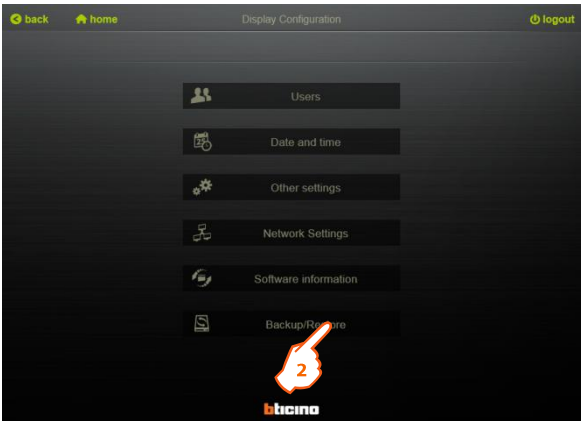 back home Display Configuration logout
Users
25
Date and time
Other settings
Network Settings
Software information
Backup/Restore
2
bticino